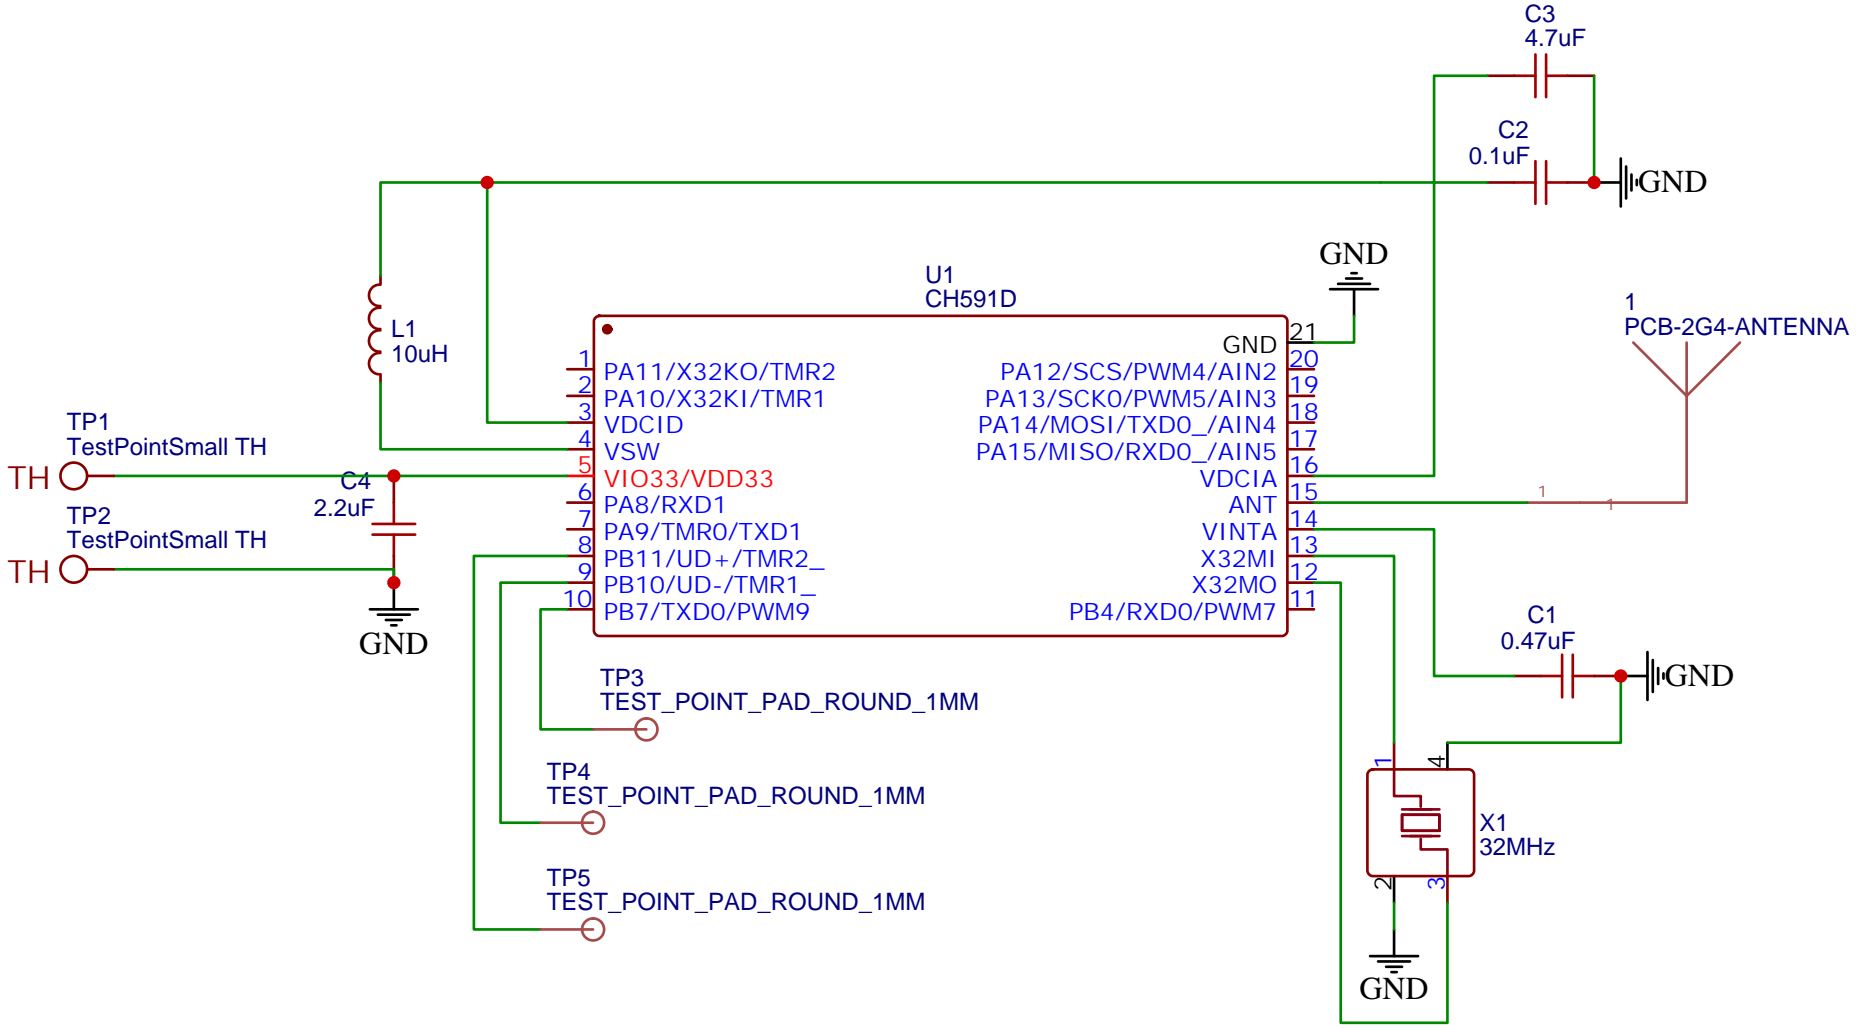 C3
4.7uF
C2
0.1uF
GND
GND
U1
CH591D
1
PCB-2G4-ANTENNA
L1
10uH
GND 21
1 PA11/X32KO/TMR2
PA12/SCS/PWM4/AIN2 20
2 PA10/X32KI/TMR1
PA13/SCK0/PWM5/AIN3 19
3 VDCID
PA14/MOSI/TXD0_/AIN4 18
4 VSW
PA15/MISO/RXD0_/AIN5 17
5 VIO33/VDD33
VDCIA 16
6 PA8/RXD1
ANT 15
7 PA9/TMR0/TXD1
VINTA 14
8 PB11/UD+/TMR2_
X32MI 13
9 PB10/UD-/TMR1_
X32MO 12
10 PB7/TXD0/PWM9
PB4/RXD0/PWM7 11
1
1
TP1
TestPointSmall TH
TH
C4
2.2uF
TP2
TestPointSmall TH
TH
GND
C1
0.47uF
GND
TP3
TEST_POINT_PAD_ROUND_1MM
TP4
TEST_POINT_PAD_ROUND_1MM
TP5
TEST_POINT_PAD_ROUND_1MM
1
4
X1
32MHz
2
3
GND